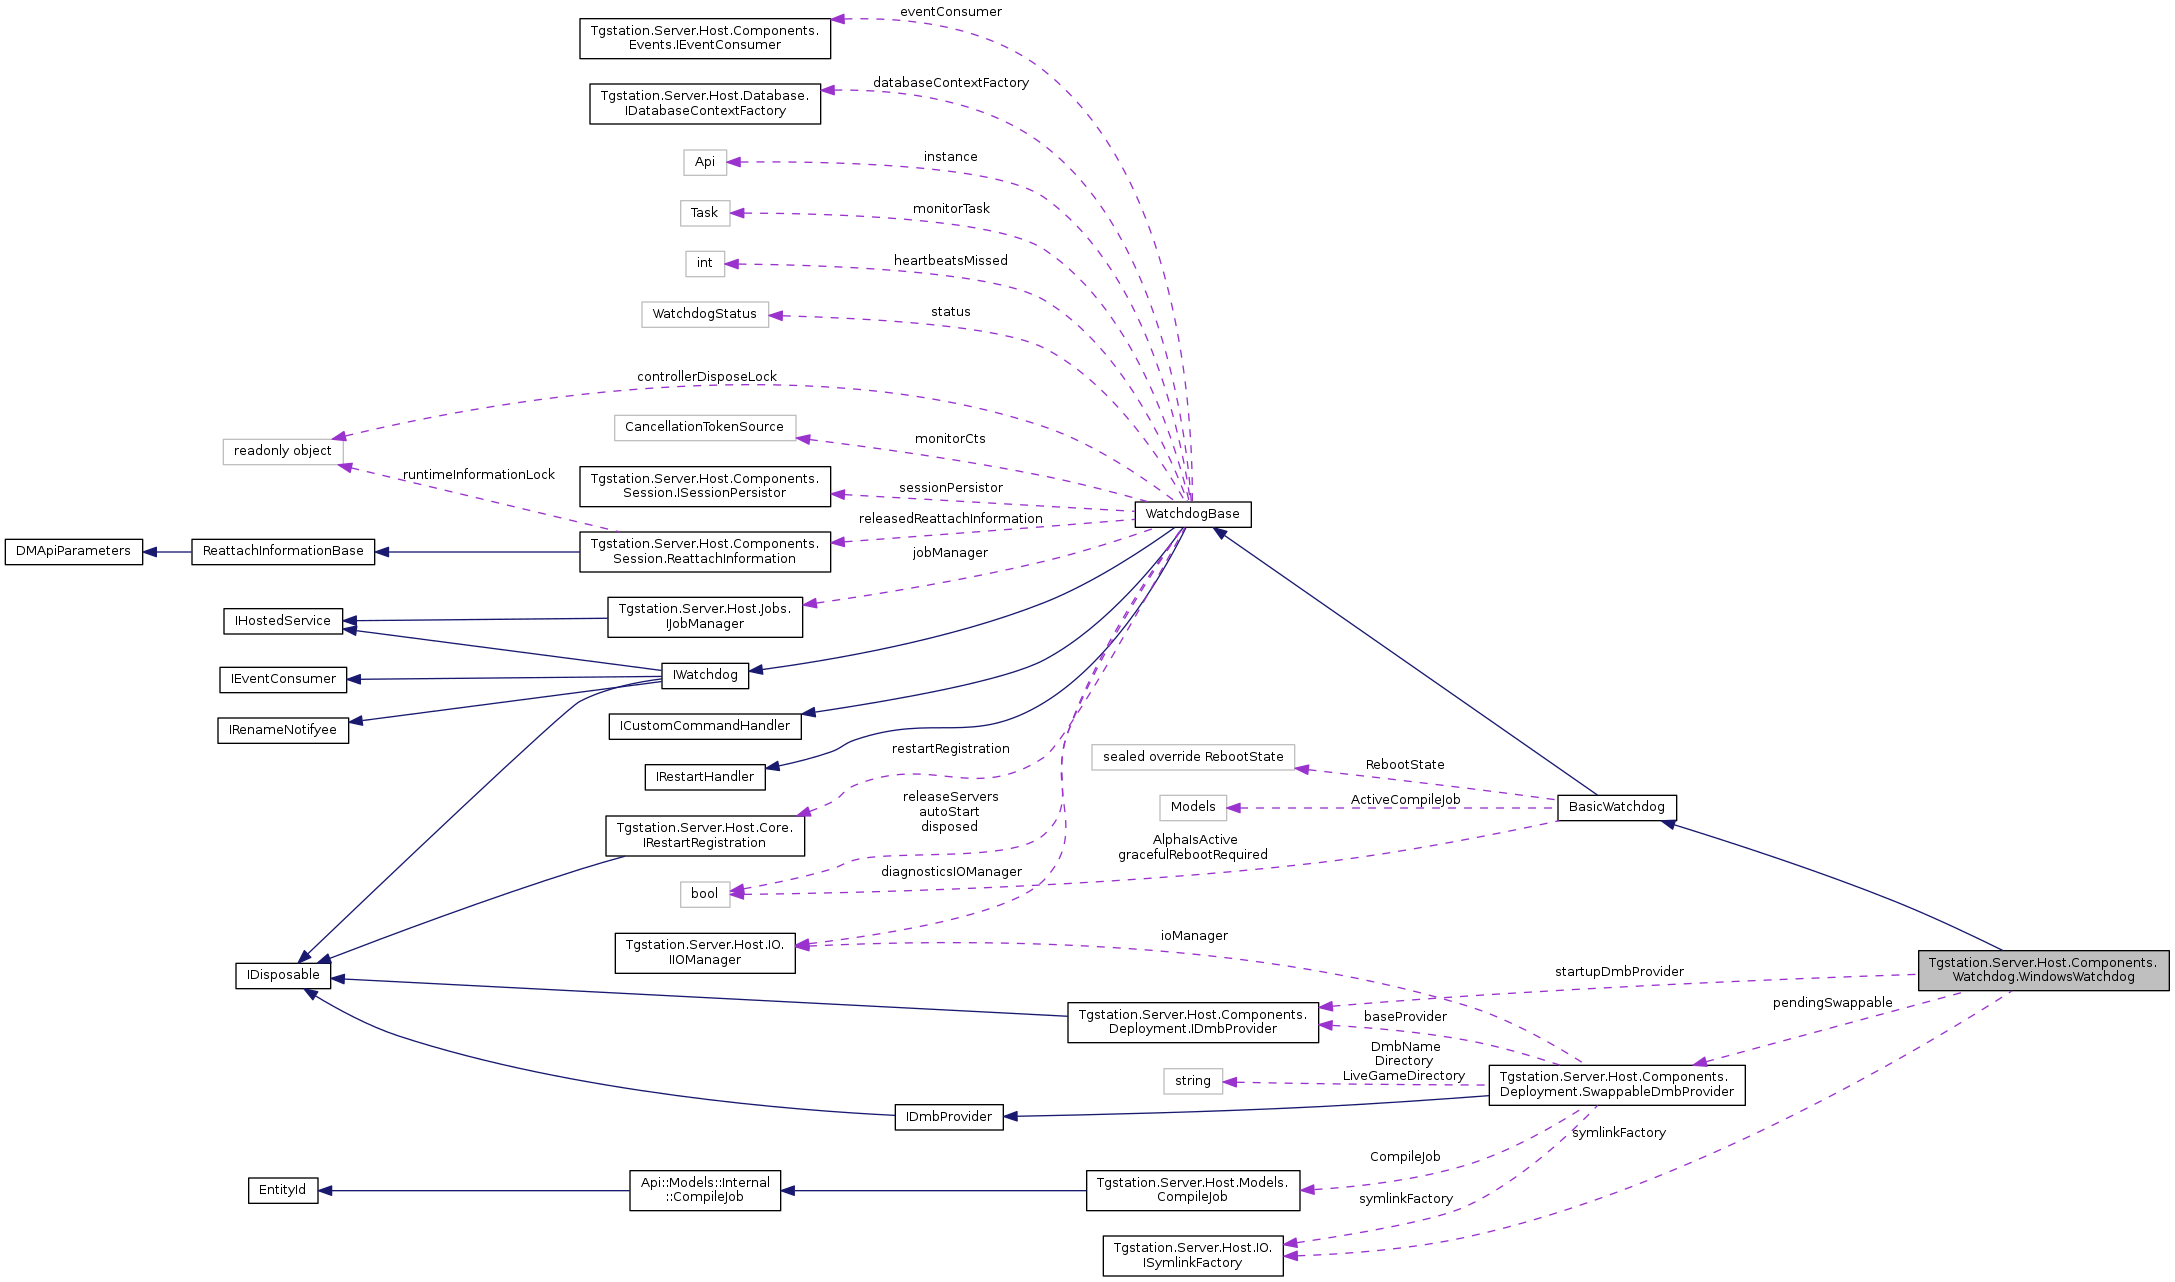 eventConsumer
Tgstation.Server.Host.Components.
Events.IEventConsumer
databaseContextFactory
Tgstation.Server.Host.Database.
IDatabaseContextFactory
instance
Api
monitorTask
Task
heartbeatsMissed
int
status
WatchdogStatus
controllerDisposeLock
CancellationTokenSource
monitorCts
readonly object
runtimeInformationLock
Tgstation.Server.Host.Components.
Session.ISessionPersistor
sessionPersistor
WatchdogBase
releasedReattachInformation
DMApiParameters
ReattachInformationBase
Tgstation.Server.Host.Components.
Session.ReattachInformation
jobManager
IHostedService
Tgstation.Server.Host.Jobs.
IJobManager
IEventConsumer
IWatchdog
IRenameNotifyee
ICustomCommandHandler
restartRegistration
sealed override RebootState
RebootState
IRestartHandler
releaseServers
autoStart
disposed
Models
ActiveCompileJob
BasicWatchdog
Tgstation.Server.Host.Core.
IRestartRegistration
AlphaIsActive
gracefulRebootRequired
diagnosticsIOManager
bool
ioManager
Tgstation.Server.Host.IO.
IIOManager
IDisposable
startupDmbProvider
Tgstation.Server.Host.Components.
Watchdog.WindowsWatchdog
pendingSwappable
Tgstation.Server.Host.Components.
Deployment.IDmbProvider
baseProvider
DmbName
Directory
LiveGameDirectory
string
Tgstation.Server.Host.Components.
Deployment.SwappableDmbProvider
IDmbProvider
symlinkFactory
CompileJob
EntityId
Api::Models::Internal
::CompileJob
Tgstation.Server.Host.Models.
CompileJob
symlinkFactory
Tgstation.Server.Host.IO.
ISymlinkFactory